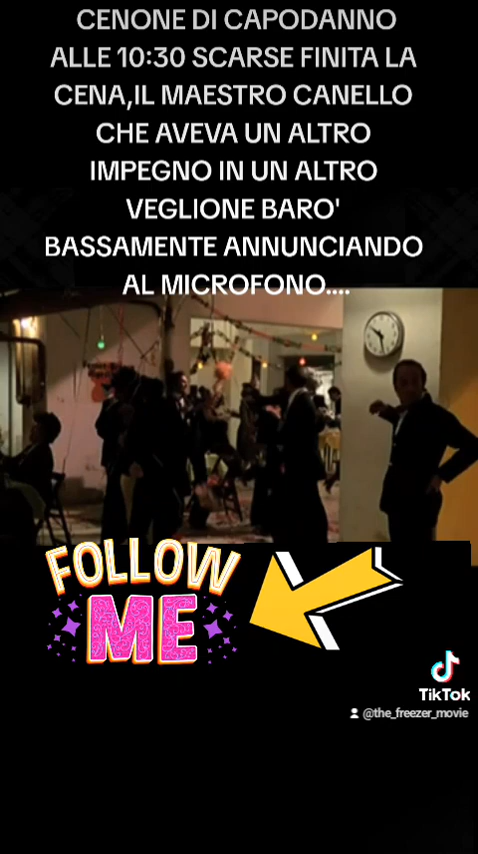 CENONE DI CAPODANNO
ALLE 10:30 SCARSE FINITA LA
CENA,IL MAESTRO CANELLO
CHE AVEVA UN ALTRO
IMPEGNO IN UN ALTRO
VEGLIONE BARO'
BASSAMENTE ANNUNCIANDO
AL MICROFONO....
FOLLOW
ME
TikTok
@the_freezer_movie